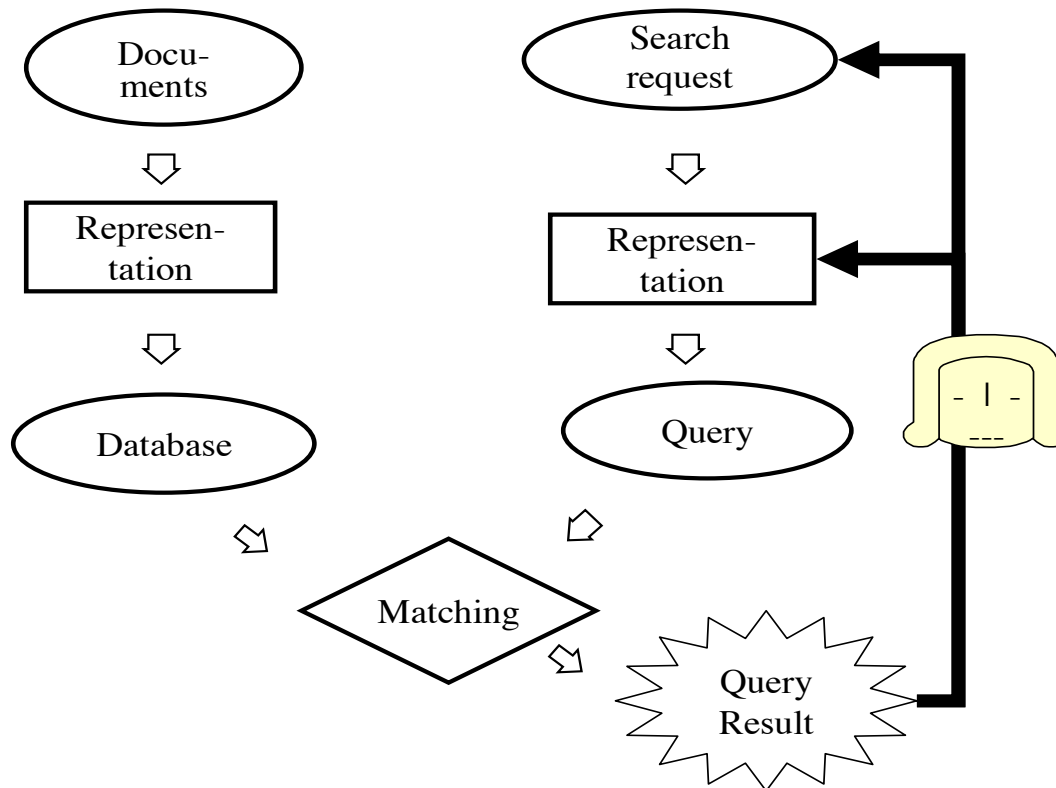 Docu-
ments
Search
request
Represen-
tation
Represen-
tation
Database
Query
Matching
Query
Result